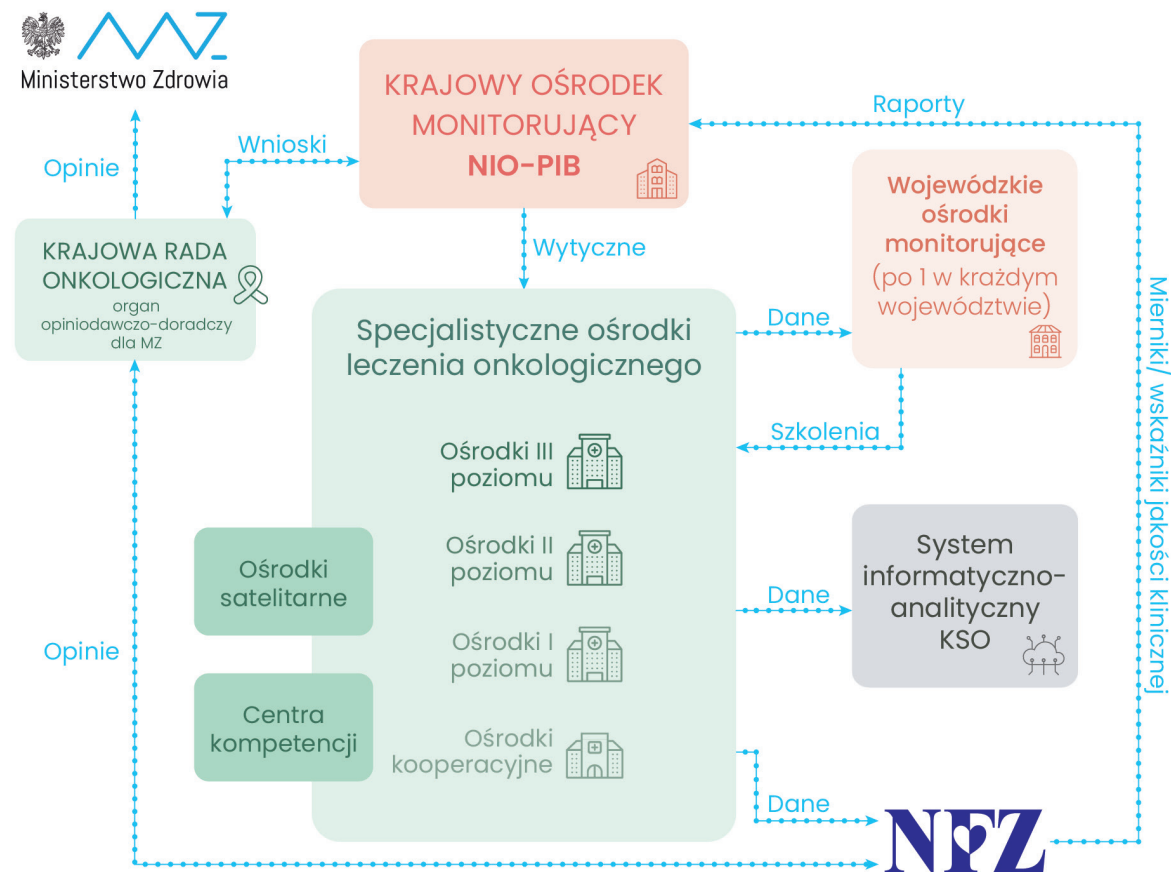 Ministerstwo Zdrowia
KRAJOWY OŚRODEK
MONITORUJĄCY
NIO-PIB
Raporty
Wnioski
Opinie
Wojewódzkie
ośrodki
monitorujące
(po 1 w krażdym
województwie)
KRAJOWA RADA
ONKOLOGICZNA
organ
opiniodawczo-doradczy
dla MZ
Wytyczne
Specjalistyczne ośrodki
leczenia onkologicznego
Dane
Szkolenia
Mierniki/ wskaźniki jakości klinicznej
Ośrodki III
poziomu
Ośrodki II
poziomu
Ośrodki I
poziomu
Ośrodki
kooperacyjne
Ośrodki
satelitarne
Centra
kompetencji
Dane
System
informatyczno-
analityczny
KSO
Opinie
Dane
NFZ